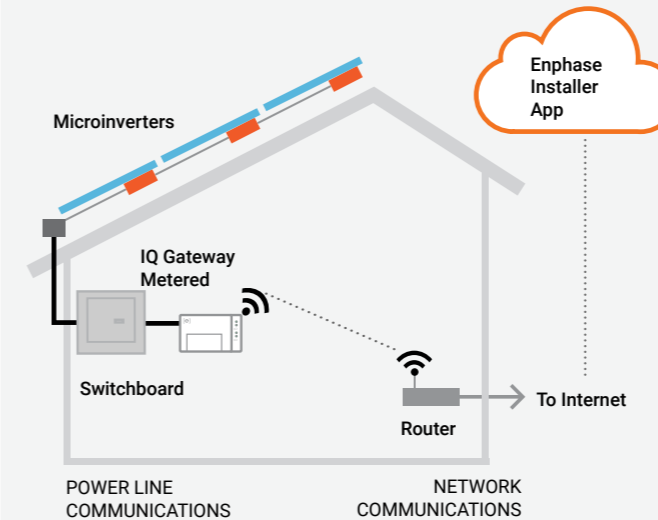 Enphase
Installer
App
Microinverters
IQ Gateway
Metered
Switchboard
To Internet
Router
POWER LINE
COMMUNICATIONS
NETWORK
COMMUNICATIONS